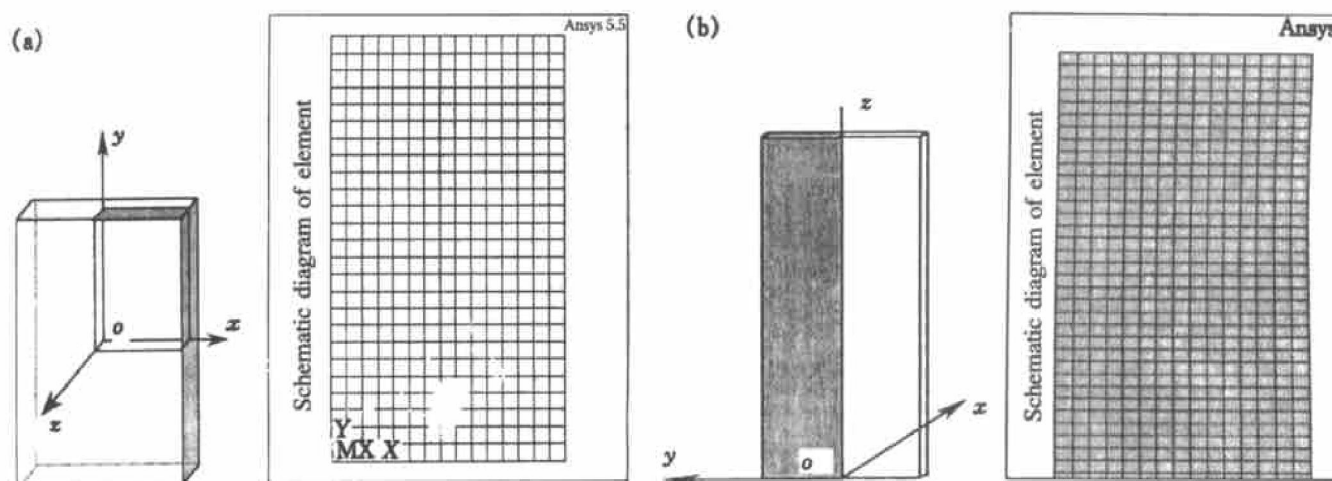 (a)
Ansys 5.5
Schematic diagram of element
y
o
x
z
Y
MX X
(b)
Ansys
Schematic diagram of element
z
x
o
y